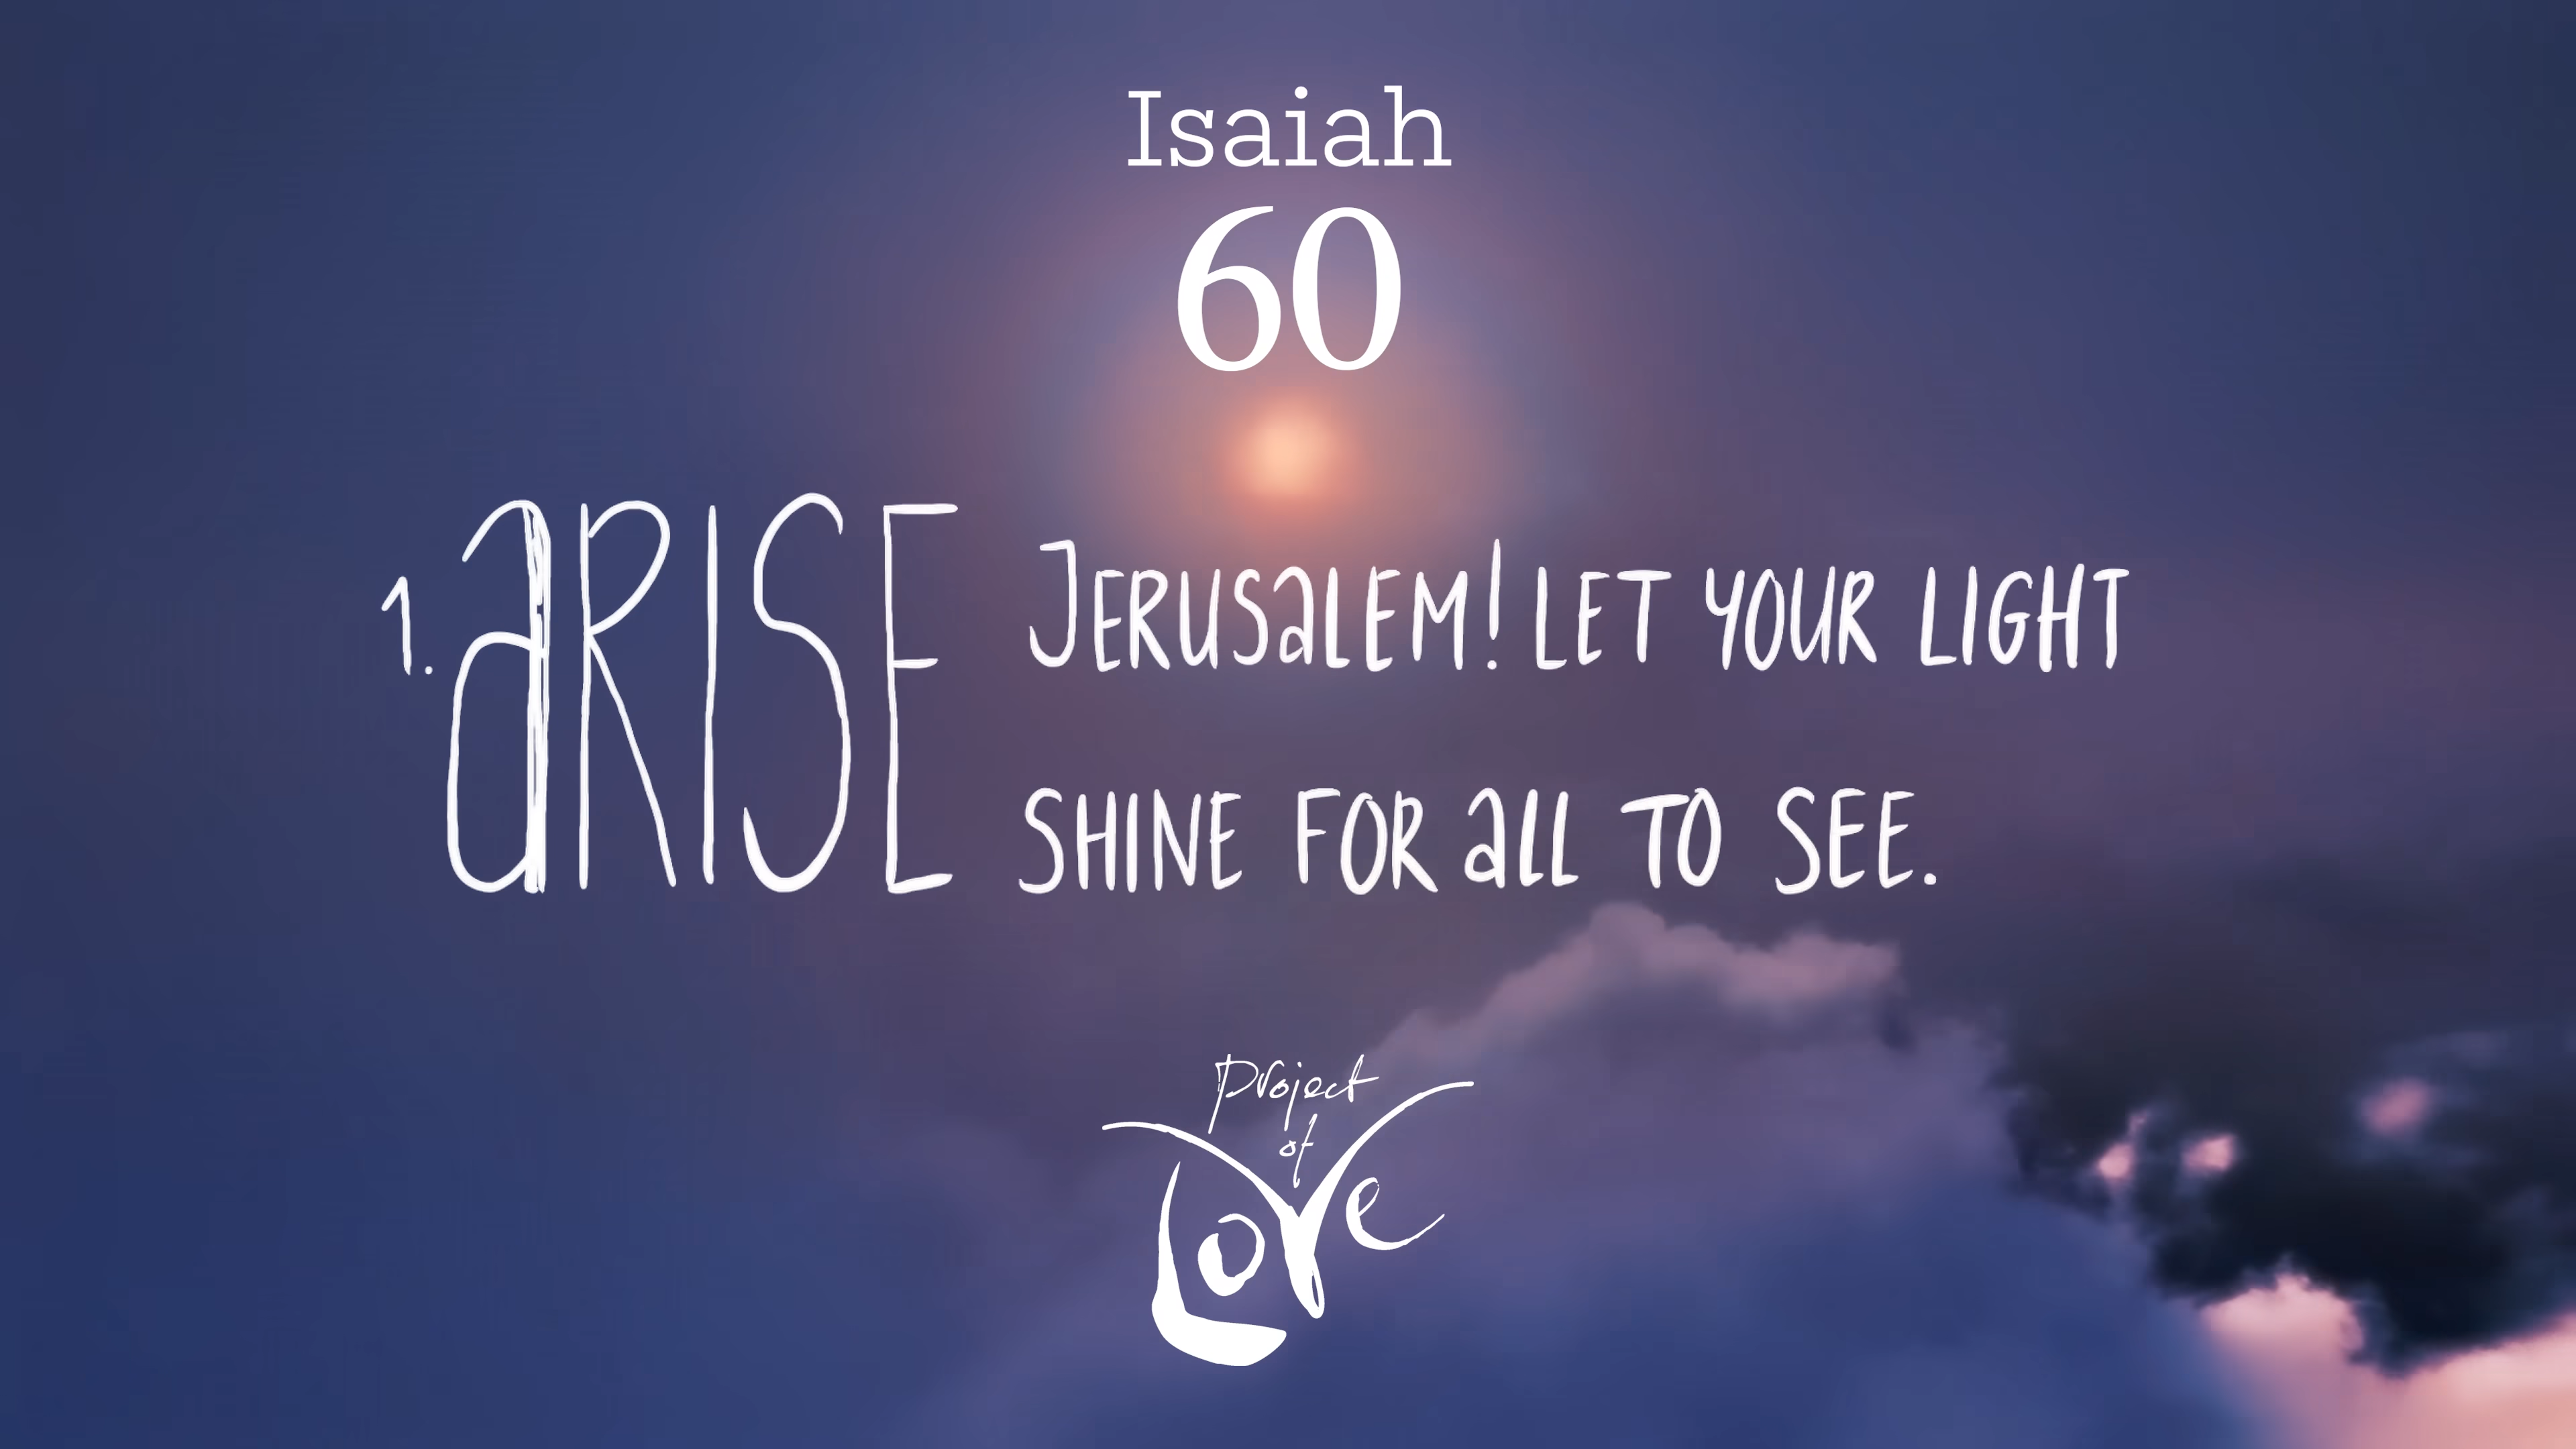 Isaiah
60
1. aRISE JERUSaLEM! LET YOUR LIGHT
SHINE FOR aLL TO SEE.
project
of
Love